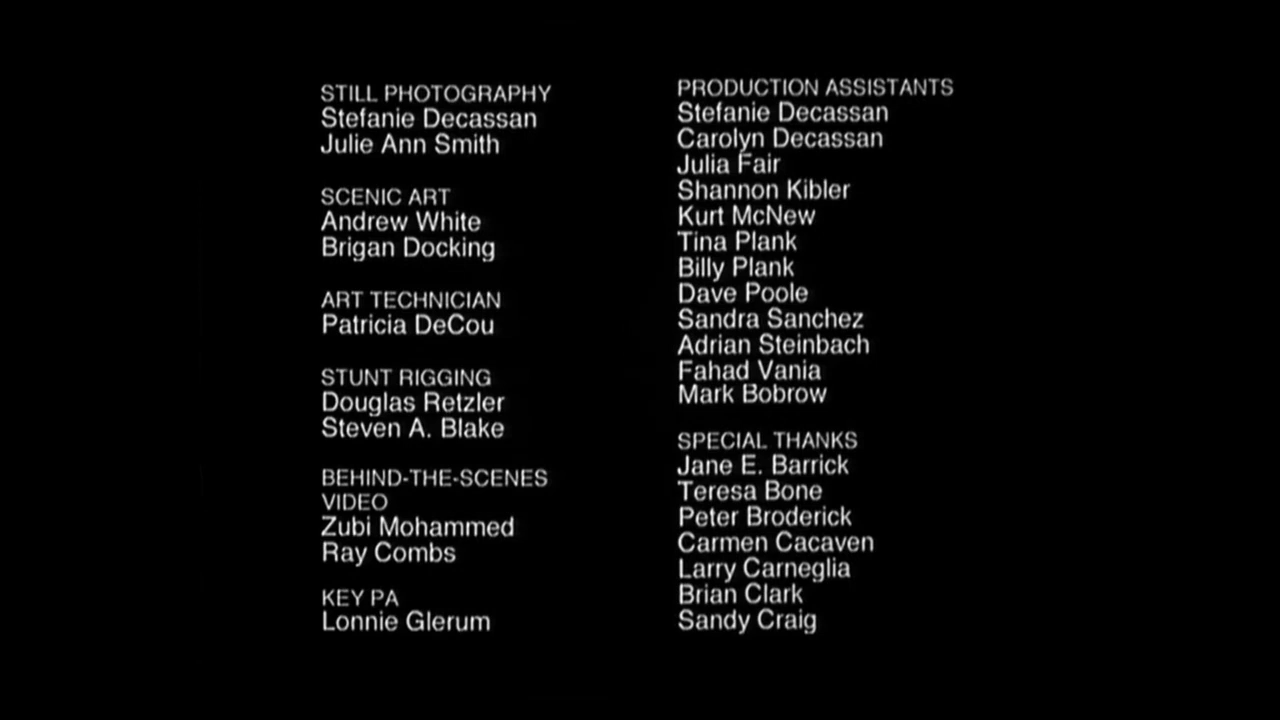 STILL PHOTOGRAPHY
Stefanie Decassan
Julie Ann Smith
SCENIC ART
Andrew White
Brigan Docking
ART TECHNICIAN
Patricia DeCou
STUNT RIGGING
Douglas Retzler
Steven A. Blake
BEHIND-THE-SCENES
VIDEO
Zubi Mohammed
Ray Combs
KEY PA
Lonnie Glerum
PRODUCTION ASSISTANTS
Stefanie Decassan
Carolyn Decassan
Julia Fair
Shannon Kibler
Kurt McNew
Tina Plank
Billy Plank
Dave Poole
Sandra Sanchez
Adrian Steinbach
Fahad Vania
Mark Bobrow
SPECIAL THANKS
Jane E. Barrick
Teresa Bone
Peter Broderick
Carmen Cacaven
Larry Carneglia
Brian Clark
Sandy Craig